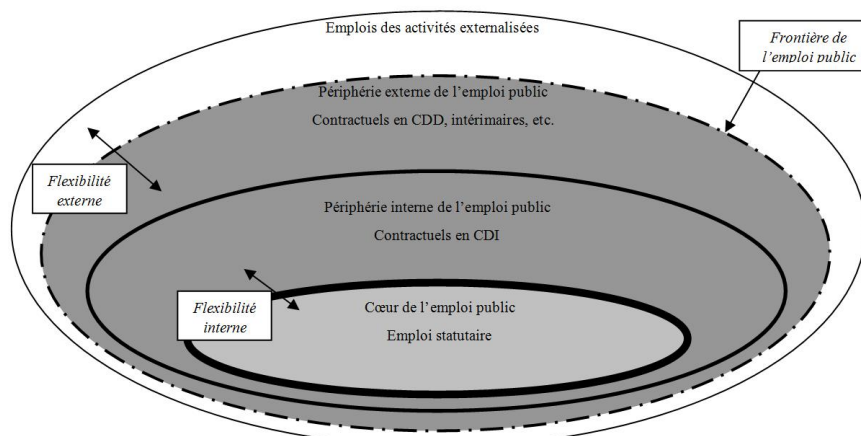 Emplois des activités externalisées
Frontière de
l'emploi public
Périphérie externe de l'emploi public
Contractuels en CDD, intérimaires, etc.
Flexibilité
externe
Périphérie interne de l'emploi public
Contractuels en CDI
Flexibilité
interne
Cœur de l'emploi public
Emploi statutaire